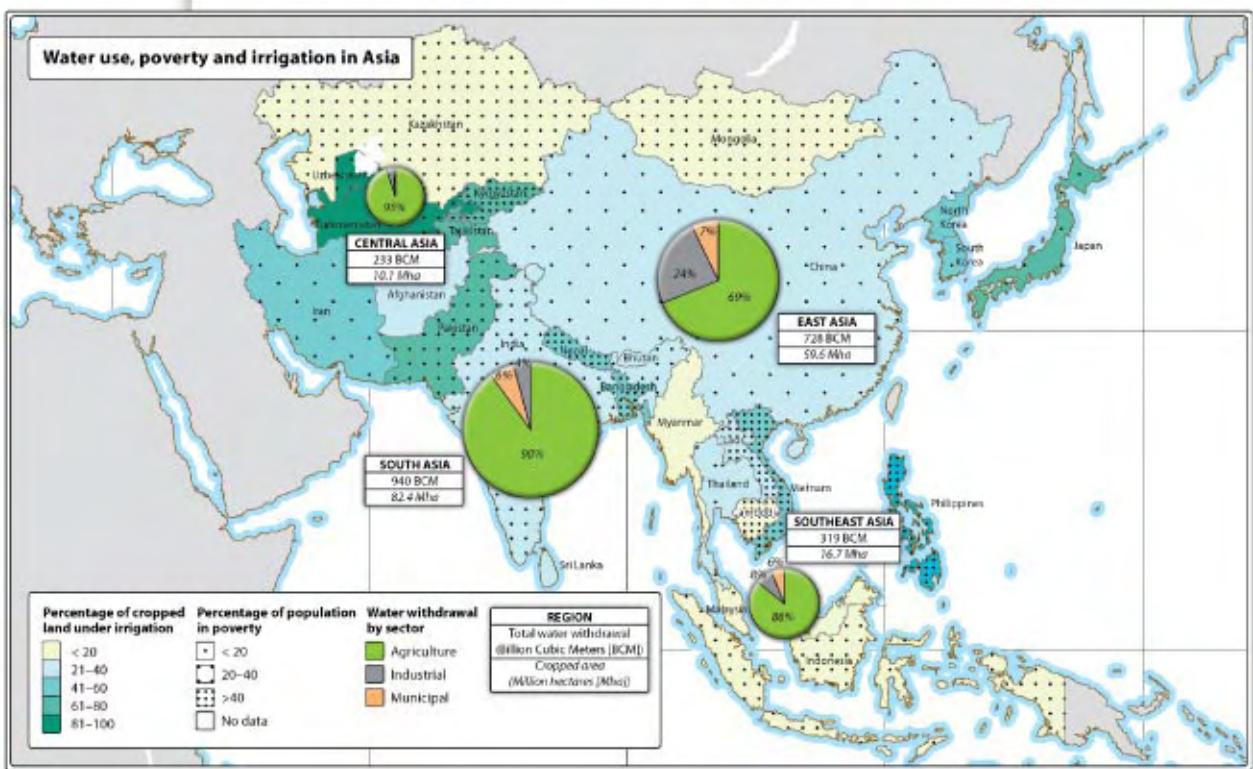 Water use, poverty and irrigation in Asia
Kazakhstan
Mongolia
Kyrgyzstan
Tajikistan
93%
CENTRAL ASIA
233 BCM
10.1 Mha
Afghanistan
Iran
Pakistan
India
Nepal
Bhutan
Bangladesh
China
North
Korea
South
Korea
Japan
7%
24%
69%
EAST ASIA
728 BCM
59.6 Mha
6%
4%
90%
SOUTH ASIA
940 BCM
82.4 Mha
Myanmar
Thailand
Vietnam
Philippines
Sri Lanka
SOUTHEAST ASIA
319 BCM
16.7 Mha
6%
8%
86%
Indonesia
Percentage of cropped
land under irrigation
< 20
21–40
41–60
61–80
81–100
Percentage of population
in poverty
< 20
20–40
>40
No data
Water withdrawal
by sector
Agriculture
Industrial
Municipal
REGION
Total water withdrawal
(Billion Cubic Meters [BCM])
Cropped area
(Million hectares [Mha])